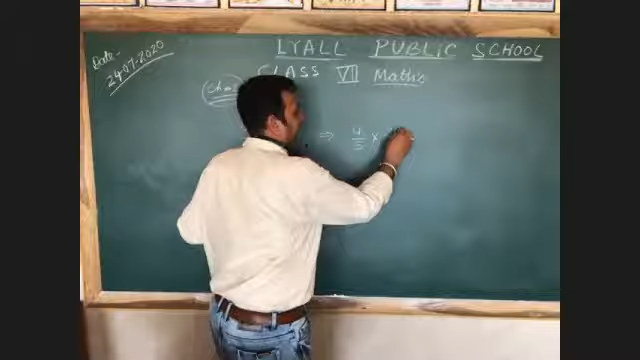 Date-
24-07-2020
LYALL PUBLIC SCHOOL
CLASS VII Maths
⇒ 4/5 ×